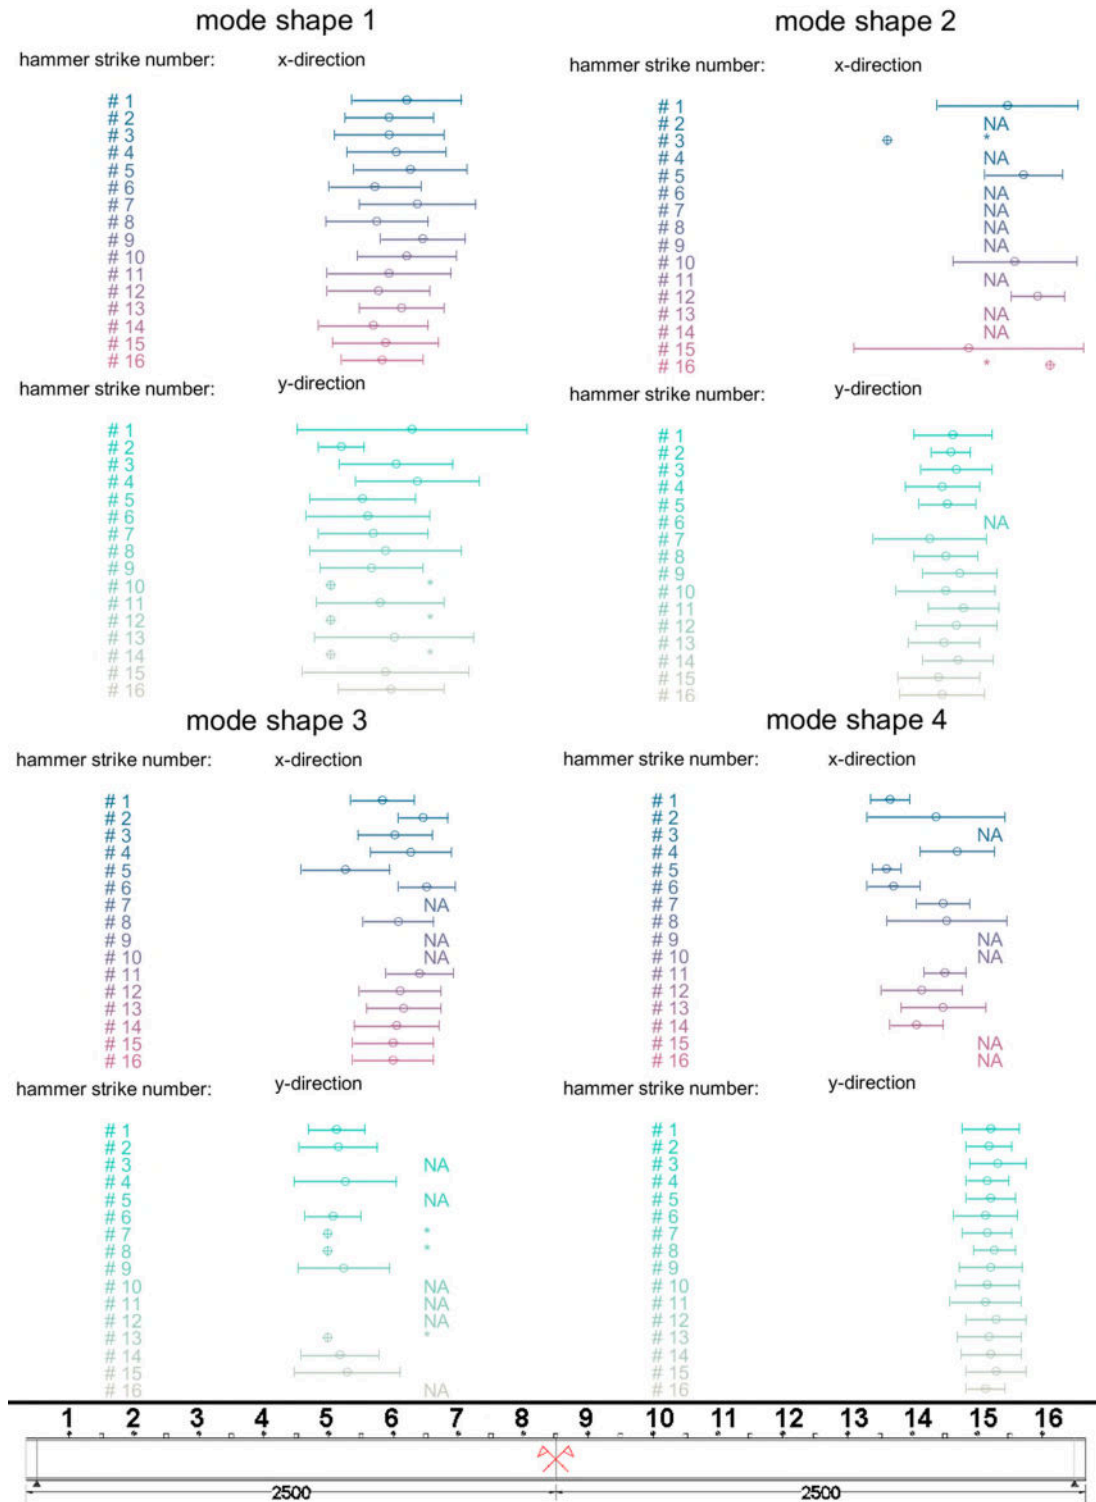 mode shape 1
hammer strike number: x-direction
# 1
# 2
# 3
# 4
# 5
# 6
# 7
# 8
# 9
# 10
# 11
# 12
# 13
# 14
# 15
# 16
hammer strike number: y-direction
# 1
# 2
# 3
# 4
# 5
# 6
# 7
# 8
# 9
# 10 *
# 11
# 12 *
# 13
# 14 *
# 15
# 16
mode shape 2
hammer strike number: x-direction
# 1
# 2 NA
# 3 *
# 4 NA
# 5
# 6 NA
# 7 NA
# 8 NA
# 9 NA
# 10
# 11 NA
# 12
# 13 NA
# 14 NA
# 15
# 16 *
hammer strike number: y-direction
# 1
# 2
# 3
# 4
# 5
# 6 NA
# 7
# 8
# 9
# 10
# 11
# 12
# 13
# 14
# 15
# 16
mode shape 3
hammer strike number: x-direction
# 1
# 2
# 3
# 4
# 5
# 6
# 7 NA
# 8
# 9 NA
# 10 NA
# 11
# 12
# 13
# 14
# 15
# 16
hammer strike number: y-direction
# 1
# 2
# 3 NA
# 4
# 5 NA
# 6
# 7 *
# 8 *
# 9
# 10 NA
# 11 NA
# 12 NA
# 13 *
# 14
# 15
# 16 NA
mode shape 4
hammer strike number: x-direction
# 1
# 2
# 3 NA
# 4
# 5
# 6
# 7
# 8
# 9 NA
# 10 NA
# 11
# 12
# 13
# 14
# 15 NA
# 16 NA
hammer strike number: y-direction
# 1
# 2
# 3
# 4
# 5
# 6
# 7
# 8
# 9
# 10
# 11
# 12
# 13
# 14
# 15
# 16
1 2 3 4 5 6 7 8 9 10 11 12 13 14 15 16
2500 2500